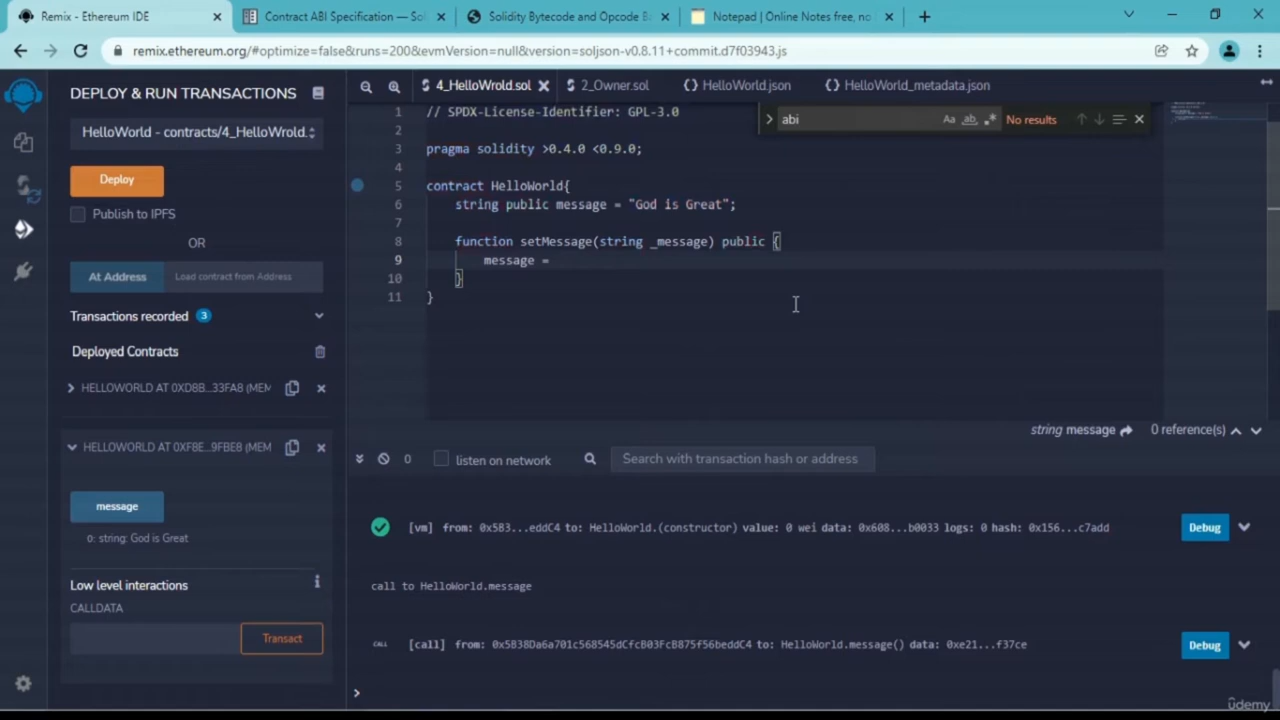 Remix - Ethereum IDE
Contract ABI Specification — Sol
Solidity Bytecode and Opcode B
Notepad | Online Notes free, no
remix.ethereum.org/#optimize=false&runs=200&evmVersion=null&version=soljson-v0.8.11+commit.d7f03943.js
DEPLOY & RUN TRANSACTIONS
4_HelloWrold.sol
2_Owner.sol
{} HelloWorld.json
{} HelloWorld_metadata.json
HelloWorld - contracts/4_HelloWrold.
Deploy
Publish to IPFS
OR
At Address
Load contract from Address
Transactions recorded 3
Deployed Contracts
HELLOWORLD AT 0XD8B...33FA8 (MEM
HELLOWORLD AT 0XF8E...9FBE8 (MEM
message
0: string: God is Great
Low level interactions
CALLDATA
Transact
abi
Aa
ab
No results
1 // SPDX-License-Identifier: GPL-3.0
2
3 pragma solidity >0.4.0 <0.9.0;
4
5 contract HelloWorld{
6 string public message = "God is Great";
7
8 function setMessage(string _message) public {
9 message =
10 }
11 }
string message 0 reference(s)
0 listen on network
Search with transaction hash or address
[vm] from: 0x5B3...eddC4 to: HelloWorld.(constructor) value: 0 wei data: 0x608...b0033 logs: 0 hash: 0x156...c7add
Debug
call to HelloWorld.message
CALL [call] from: 0x5B38Da6a701c568545dCfcB03FcB875f56beddC4 to: HelloWorld.message() data: 0xe21...f37ce
Debug
>
ûdemy